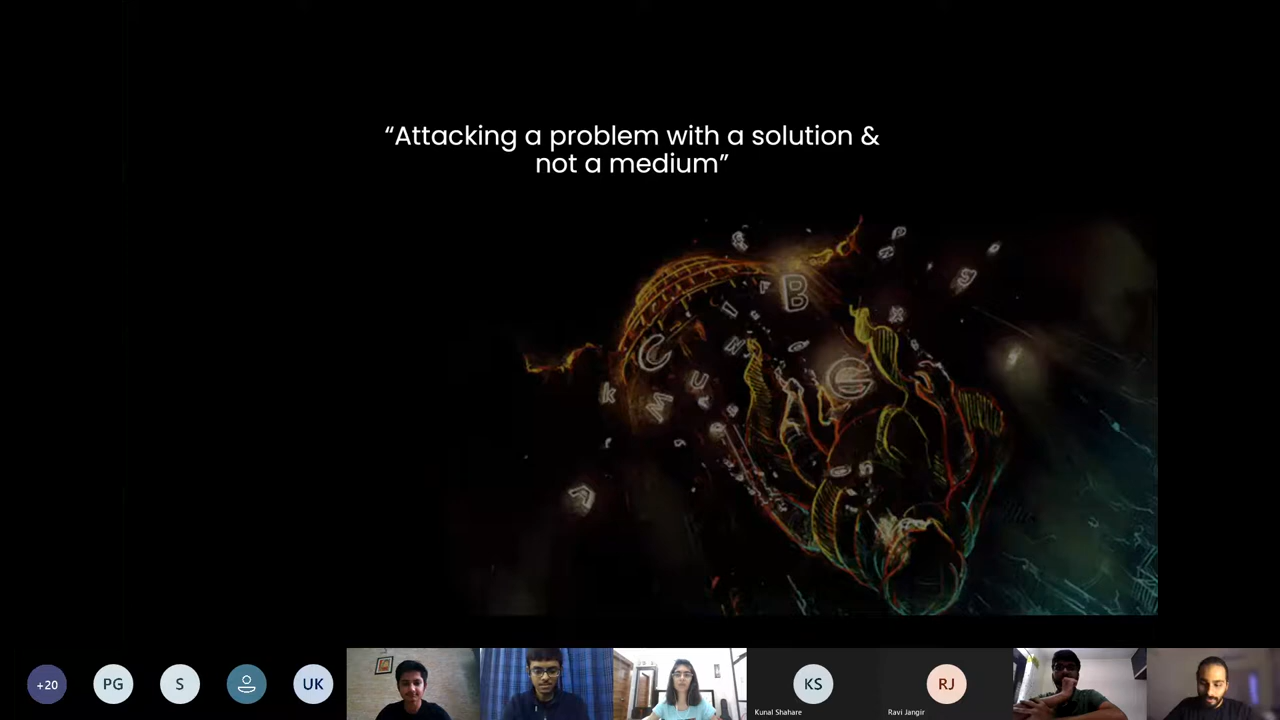 “Attacking a problem with a solution &
not a medium”
B
C
F
N
U
M
k
G
+20
PG
S
UK
KS
Kunal Shahare
RJ
Ravi Jangir